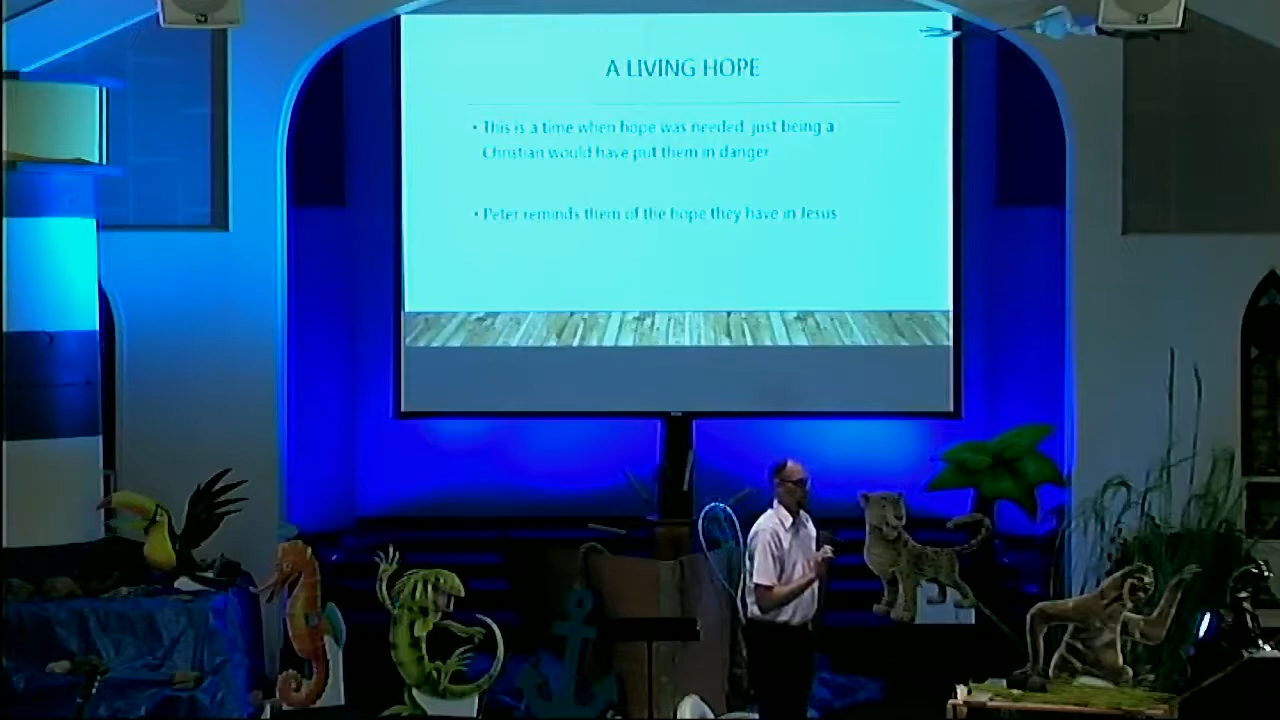 A LIVING HOPE
• This is a time when hope was needed just being a
Christian would have put them in danger
• Peter reminds them of the hope they have in Jesus